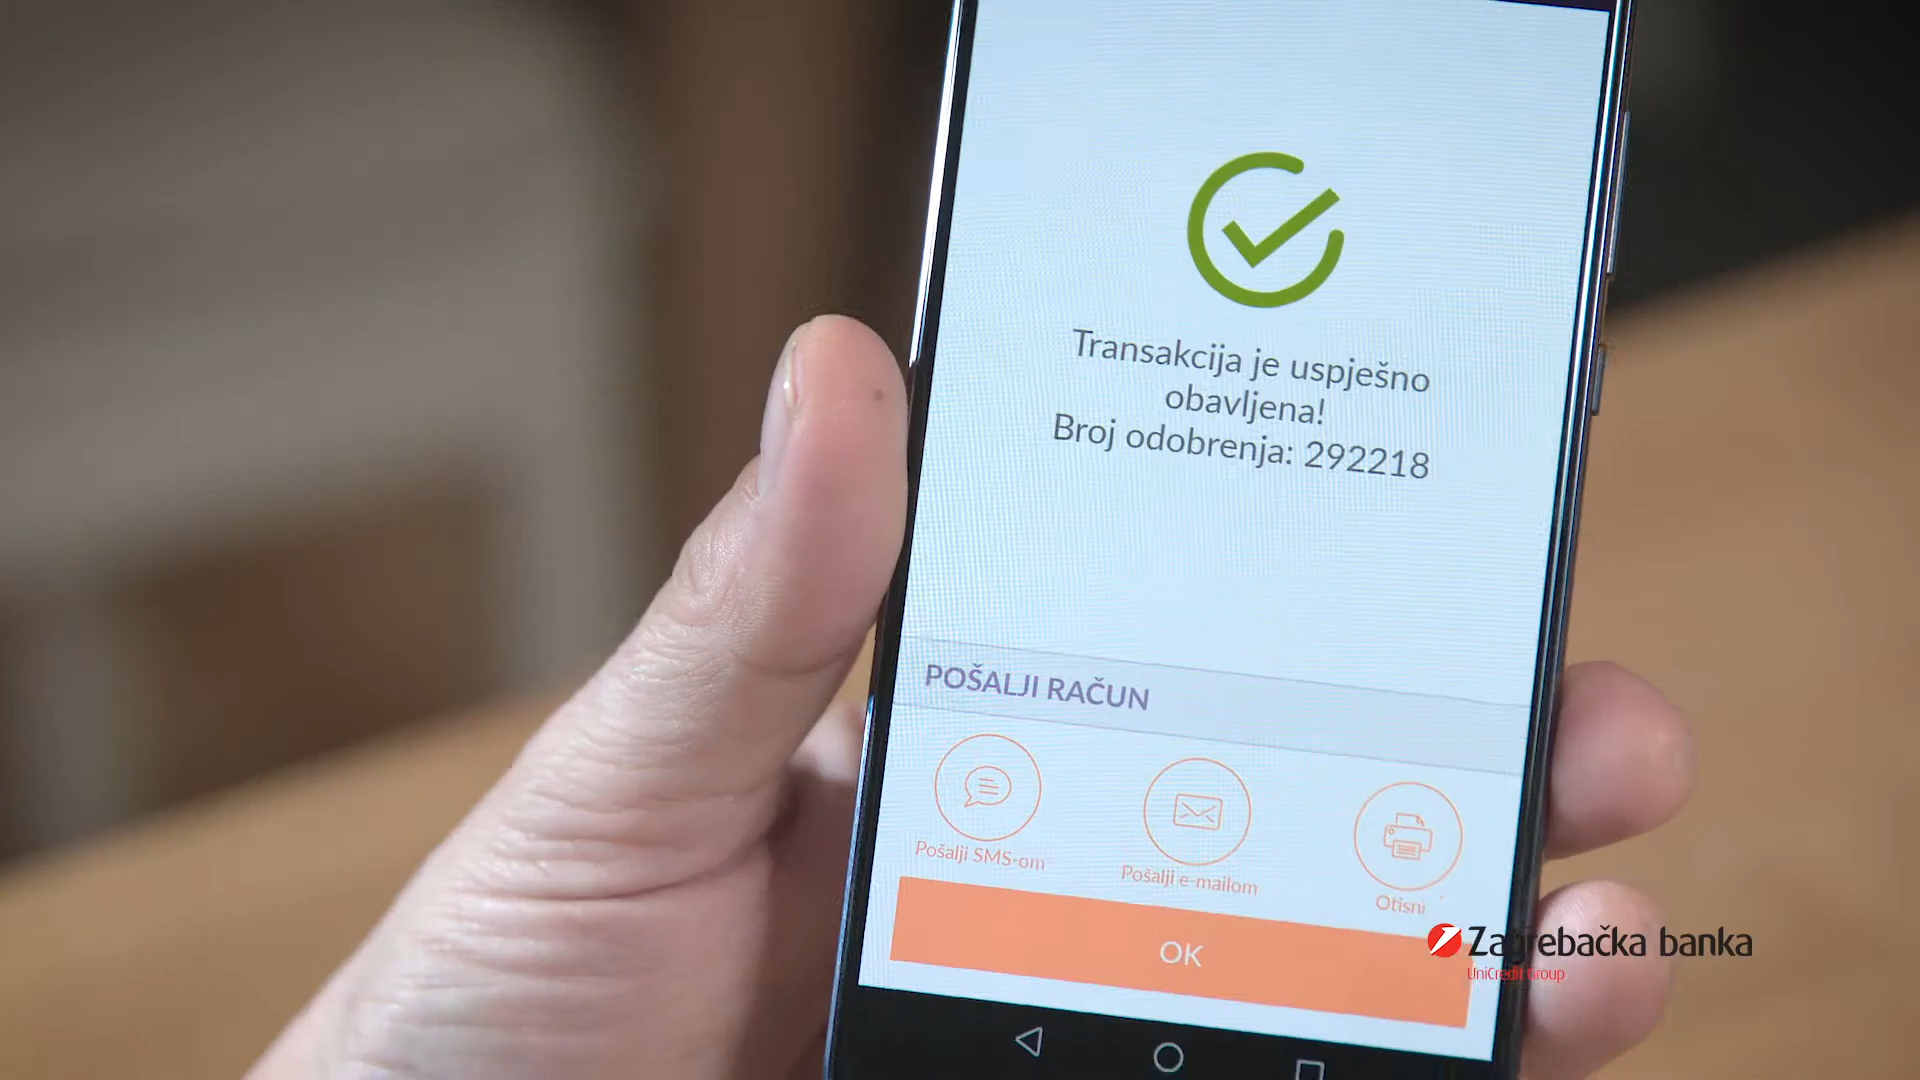 Transakcija je uspješno
obavljena!
Broj odobrenja: 292218
POŠALJI RAČUN
Pošalji SMS-om
Pošalji e-mailom
Otisni
OK
Zagrebačka banka
UniCredit Group